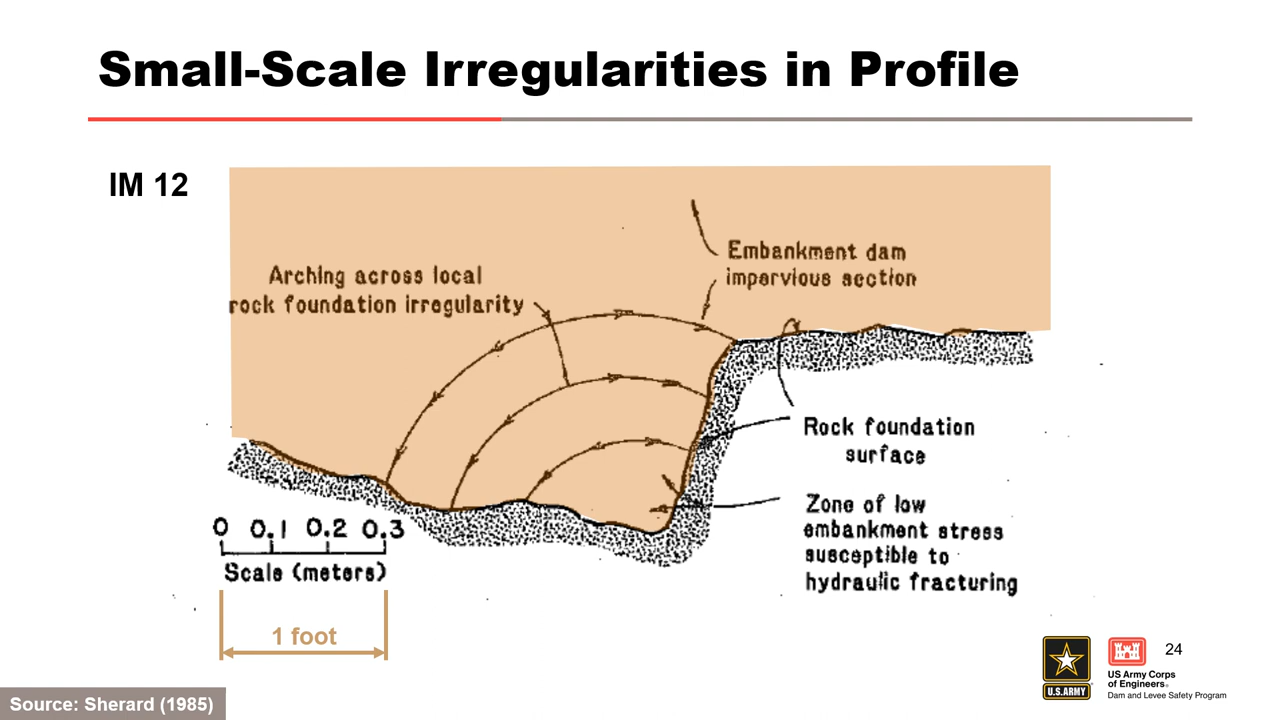 Small-Scale Irregularities in Profile
IM 12
Embankment dam
impervious section
Arching across local
rock foundation irregularity
Rock foundation
surface
Zone of low
embankment stress
susceptible to
hydraulic fracturing
0 0.1 0.2 0.3
Scale (meters)
1 foot
24
U.S.ARMY
US Army Corps
of Engineers®
Dam and Levee Safety Program
Source: Sherard (1985)